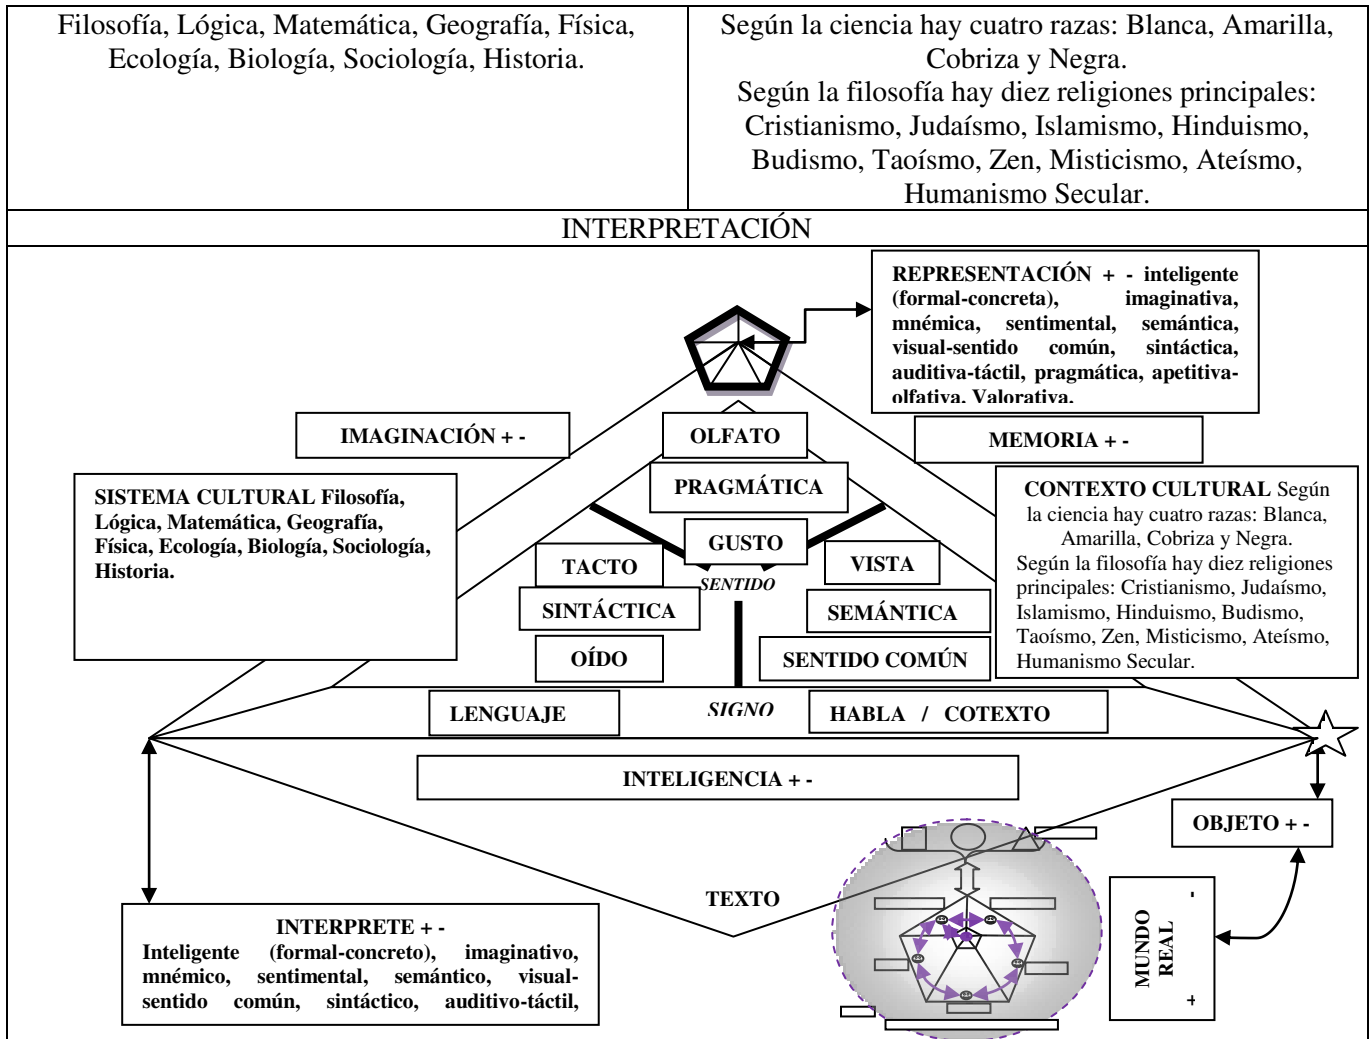 Filosofía, Lógica, Matemática, Geografía, Física,
Ecología, Biología, Sociología, Historia.
Según la ciencia hay cuatro razas: Blanca, Amarilla,
Cobriza y Negra.
Según la filosofía hay diez religiones principales:
Cristianismo, Judaísmo, Islamismo, Hinduismo,
Budismo, Taoísmo, Zen, Misticismo, Ateísmo,
Humanismo Secular.
INTERPRETACIÓN
REPRESENTACIÓN + - inteligente
(formal-concreta), imaginativa,
mnémica, sentimental, semántica,
visual-sentido común, sintáctica,
auditiva-táctil, pragmática, apetitiva-
olfativa. Valorativa.
IMAGINACIÓN + -
OLFATO
MEMORIA + -
PRAGMÁTICA
SISTEMA CULTURAL Filosofía,
Lógica, Matemática, Geografía,
Física, Ecología, Biología, Sociología,
Historia.
CONTEXTO CULTURAL Según
la ciencia hay cuatro razas: Blanca,
Amarilla, Cobriza y Negra.
Según la filosofía hay diez religiones
principales: Cristianismo, Judaísmo,
Islamismo, Hinduismo, Budismo,
Taoísmo, Zen, Misticismo, Ateísmo,
Humanismo Secular.
GUSTO
TACTO
VISTA
SENTIDO
SINTÁCTICA
SEMÁNTICA
OÍDO
SENTIDO COMÚN
LENGUAJE
SIGNO
HABLA / COTEXTO
INTELIGENCIA + -
OBJETO + -
TEXTO
MUNDO
REAL
- +
INTERPRETE + -
Inteligente (formal-concreto), imaginativo,
mnémico, sentimental, semántico, visual-
sentido común, sintáctico, auditivo-táctil,